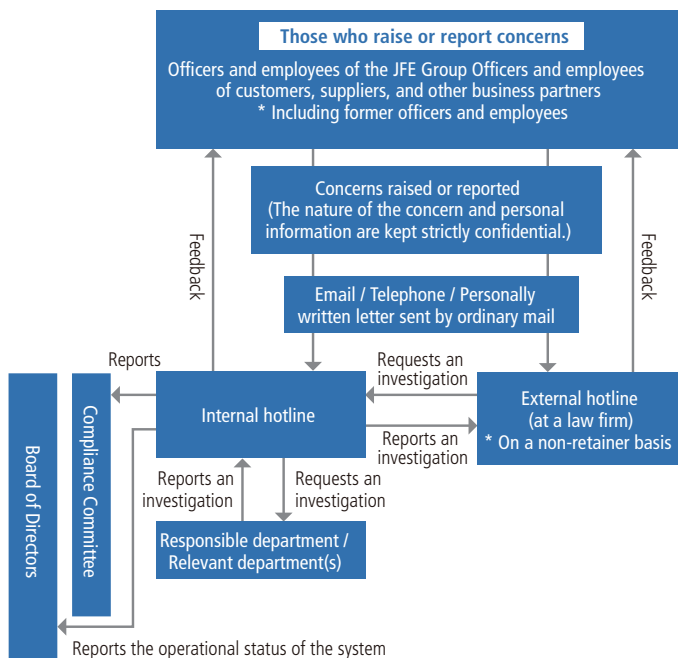 Those who raise or report concerns
Officers and employees of the JFE Group Officers and employees
of customers, suppliers, and other business partners
* Including former officers and employees
Concerns raised or reported
(The nature of the concern and personal
information are kept strictly confidential.)
Feedback
Feedback
Email / Telephone / Personally
written letter sent by ordinary mail
Reports
Requests an
investigation
Internal hotline
External hotline
(at a law firm)
* On a non-retainer basis
Reports an
investigation
Compliance Committee
Board of Directors
Reports an
investigation
Requests an
investigation
Responsible department /
Relevant department(s)
Reports the operational status of the system